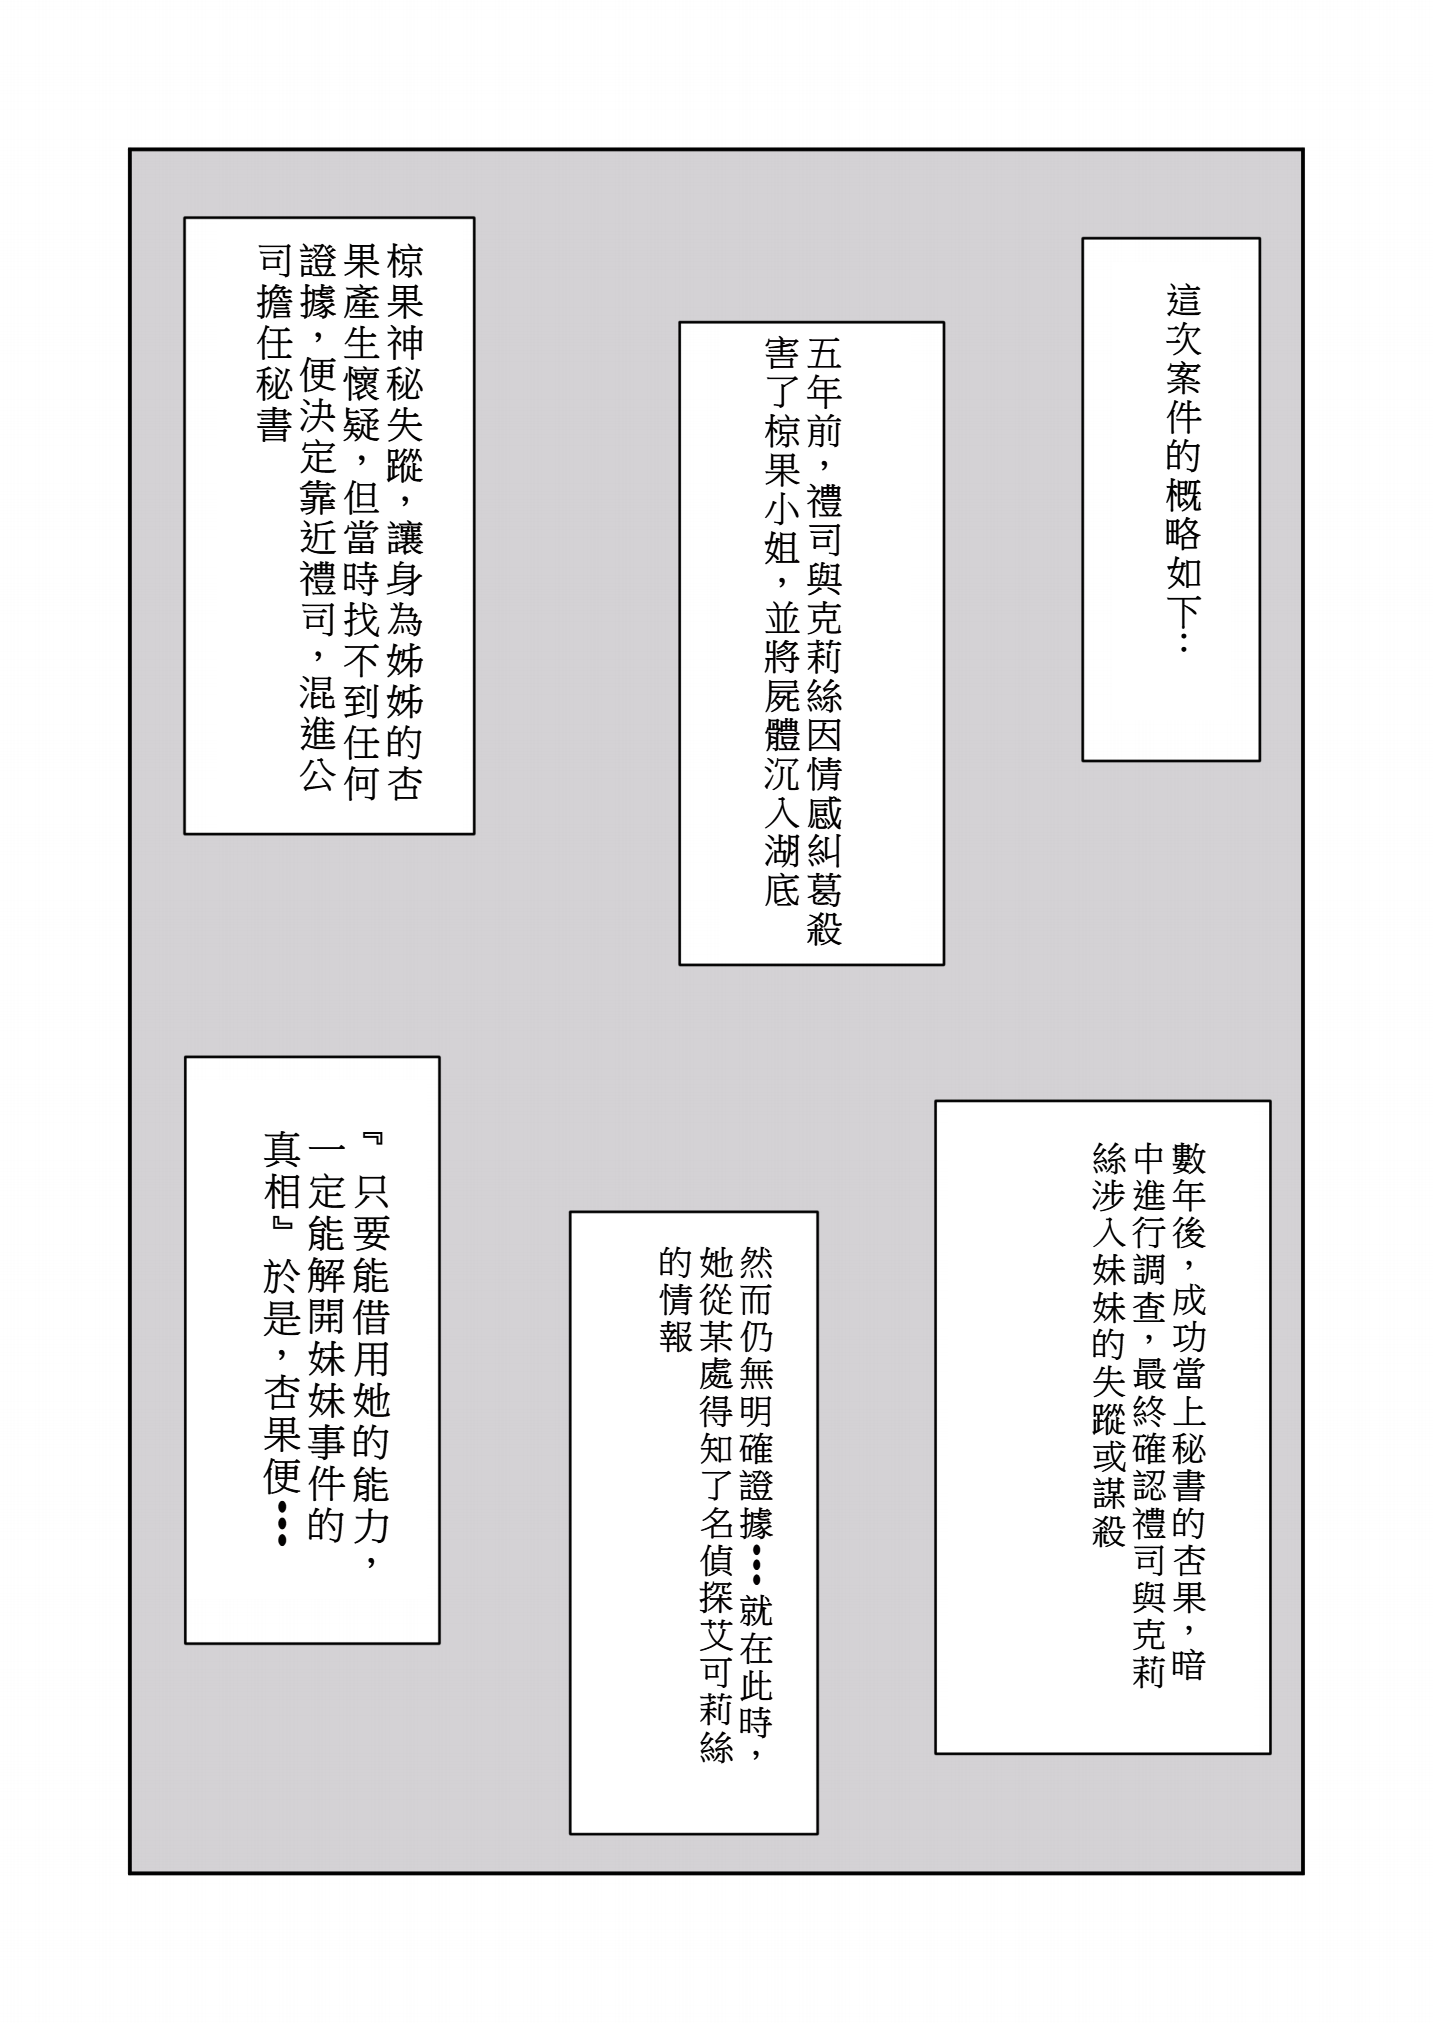 這次案件的概略如下：
五年前，禮司與克莉絲因情感糾葛殺
害了椋果小姐，並將屍體沉入湖底
椋果神秘失蹤，讓身為姊姊的杏
果產生懷疑，但當時找不到任何
證據，便決定靠近禮司，混進公
司擔任秘書
數年後，成功當上秘書的杏果，暗
中進行調查，最終確認禮司與克莉
絲涉入妹妹的失蹤或謀殺
然而仍無明確證據…就在此時，
她從某處得知了名偵探艾可莉絲
的情報
『只要能借用她的能力，
一定能解開妹妹事件的
真相』於是，杏果便…